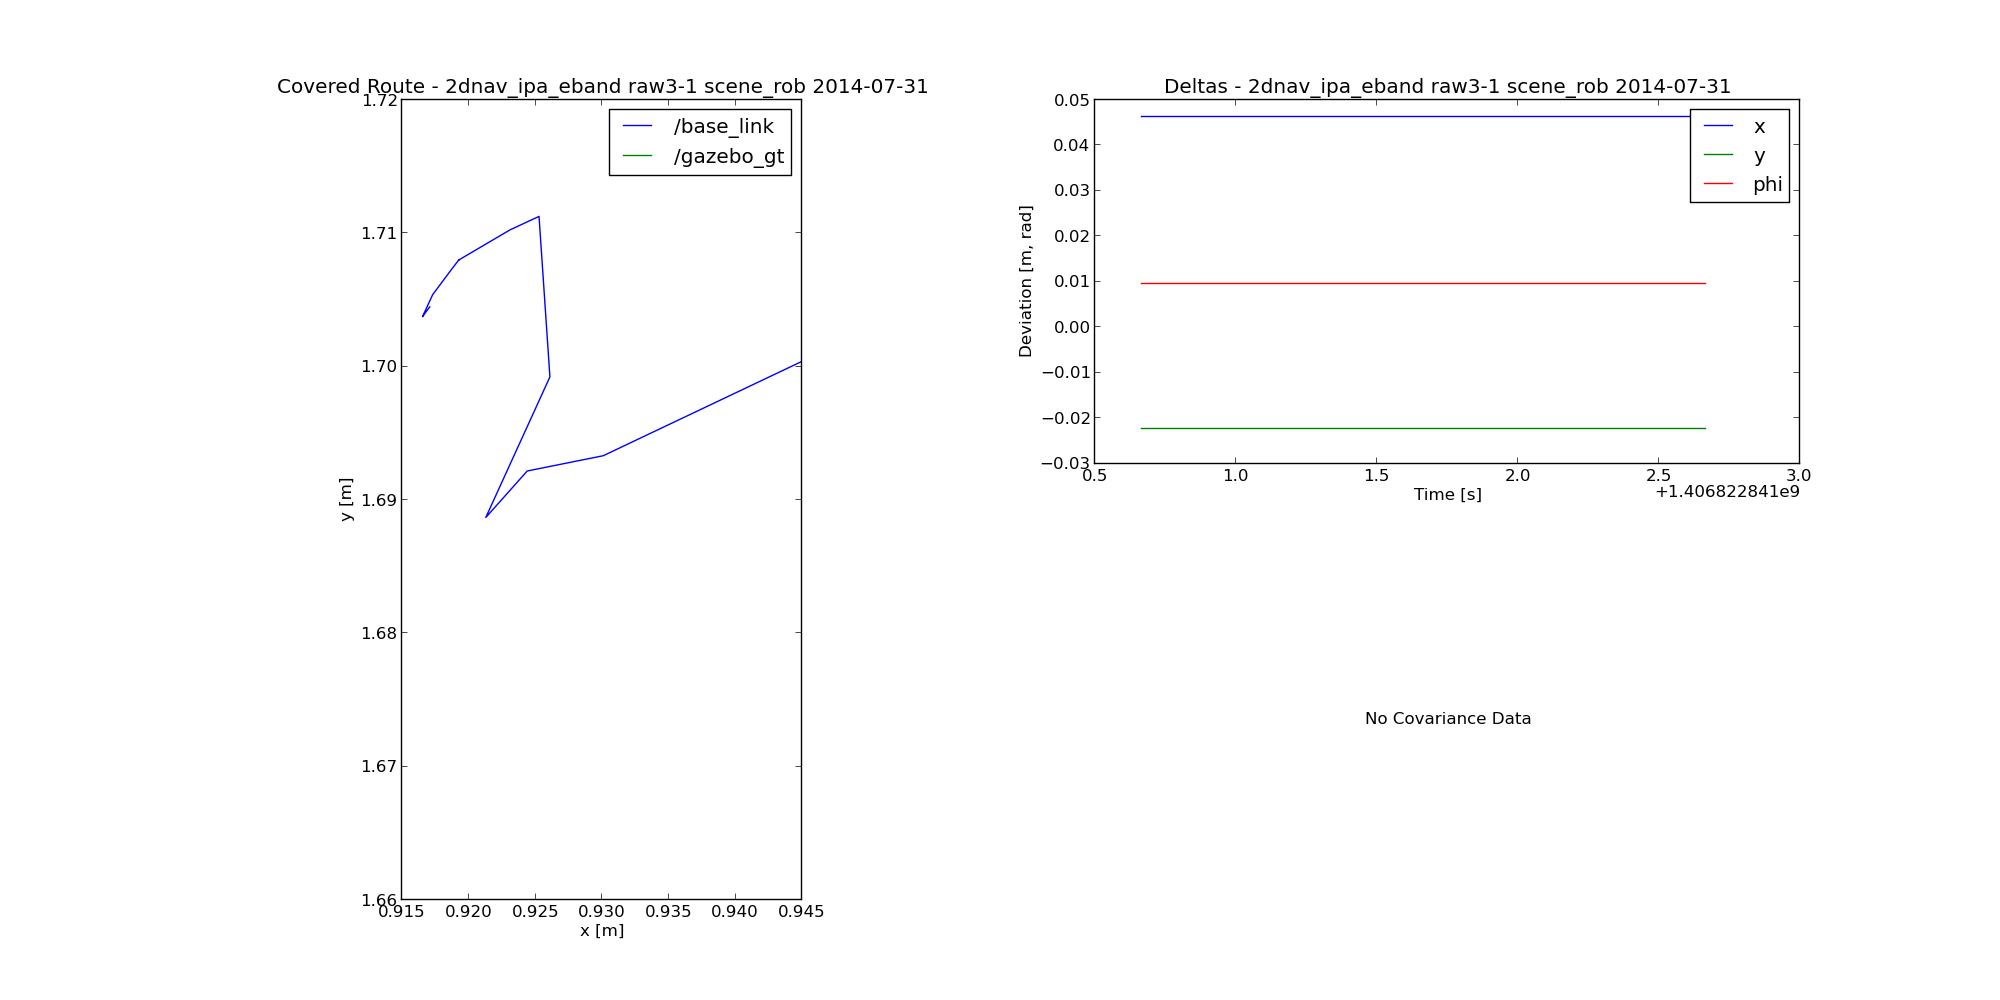 Covered Route - 2dnav_ipa_eband raw3-1 scene_rob 2014-07-31
1.72
1.71
1.70
1.69
1.68
1.67
1.66
y [m]
/base_link
/gazebo_gt
0.915 0.920 0.925 0.930 0.935 0.940 0.945
x [m]
Deltas - 2dnav_ipa_eband raw3-1 scene_rob 2014-07-31
0.05
0.04
0.03
0.02
0.01
0.00
−0.01
−0.02
−0.03
Deviation [m, rad]
x
y
phi
0.5 1.0 1.5 2.0 2.5 3.0
Time [s]
+1.406822841e9
No Covariance Data